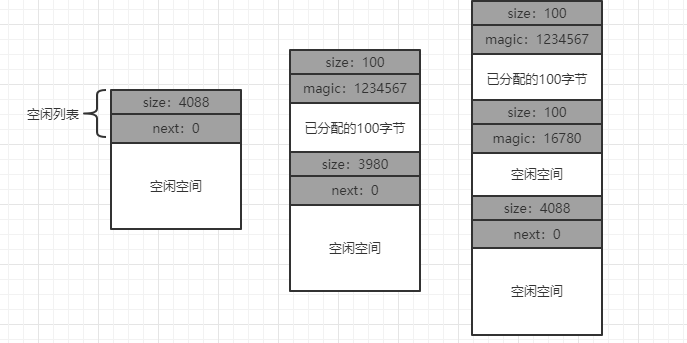 空闲列表
size：4088
next：0
空闲空间
size：100
magic：1234567
已分配的100字节
size：3980
next：0
空闲空间
size：100
magic：1234567
已分配的100字节
size：100
magic：16780
空闲空间
size：4088
next：0
空闲空间